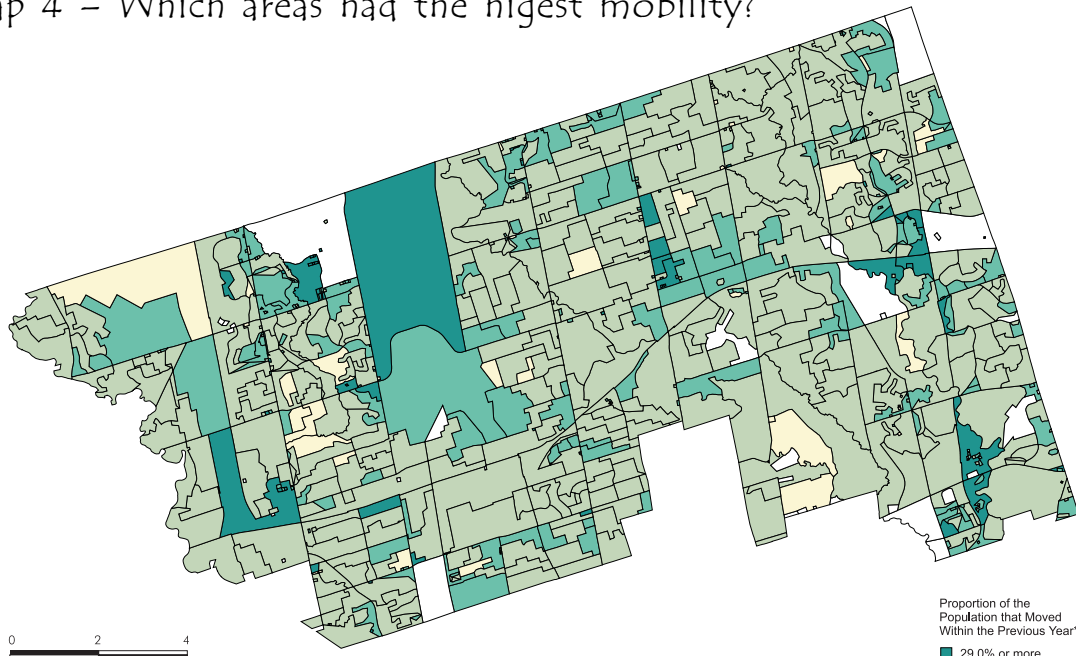 4 – Which areas had the higest mobility?
0 2 4
Proportion of the
Population that Moved
Within the Previous Year*
29.0% or more